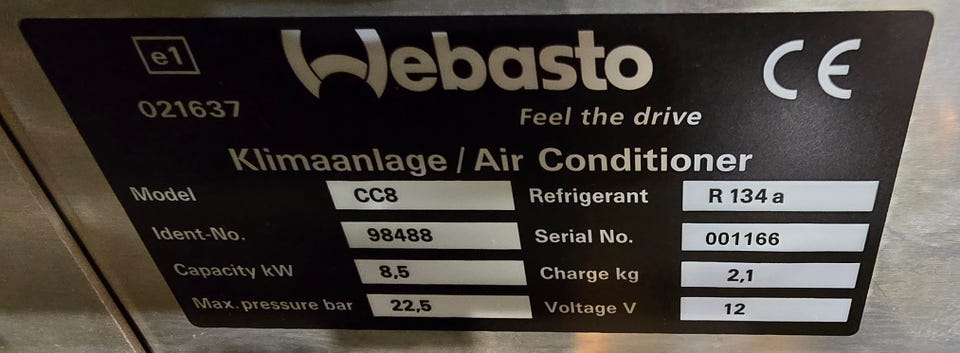 e1
021637
Webasto
Feel the drive
CE
Klimaanlage / Air Conditioner
Model CC8 Refrigerant R 134 a
Ident-No. 98488 Serial No. 001166
Capacity kW 8,5 Charge kg 2,1
Max. pressure bar 22,5 Voltage V 12